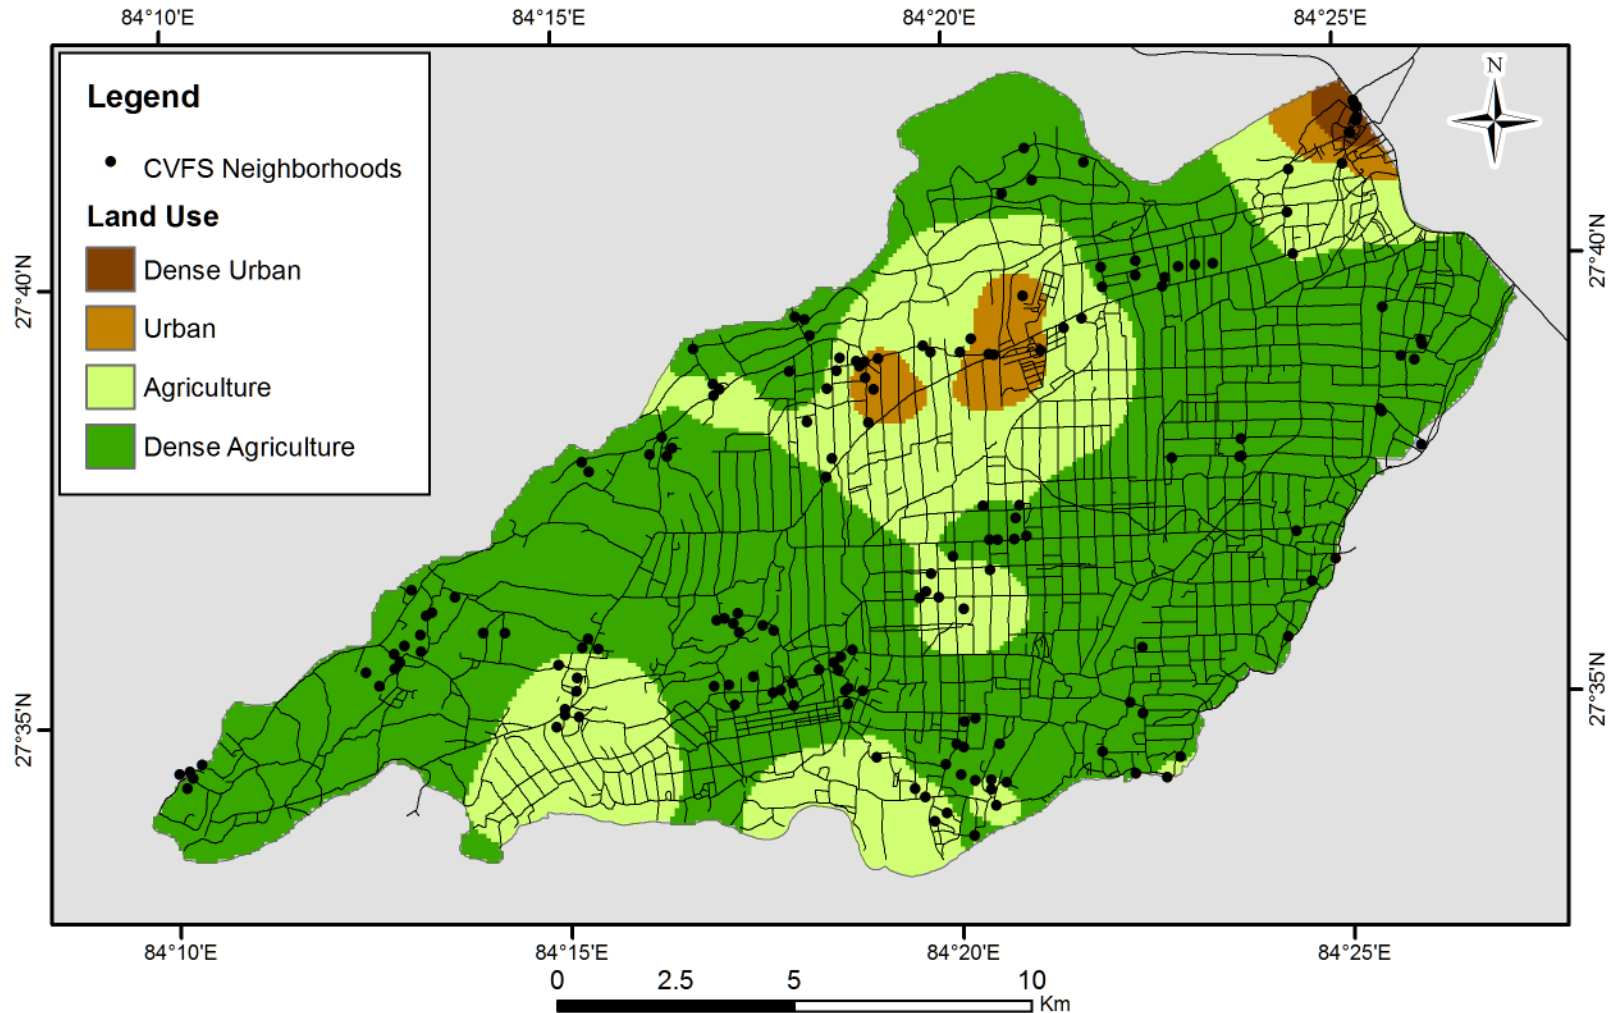 84°10'E 84°15'E 84°20'E 84°25'E
Legend
CVFS Neighborhoods
Land Use
Dense Urban
Urban
Agriculture
Dense Agriculture
N
27°40'N
27°35'N
27°40'N
27°35'N
84°10'E 84°15'E 84°20'E 84°25'E
0 2.5 5 10
Km